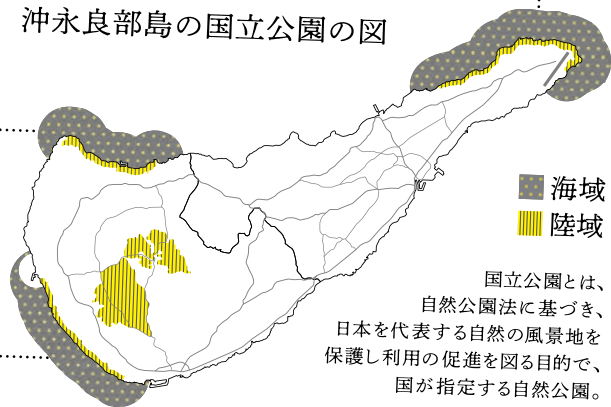 沖永良部島の国立公園の図
海域
陸域
国立公園とは、
自然公園法に基づき、
日本を代表する自然の風景地を
保護し利用の促進を図る目的で、
国が指定する自然公園。